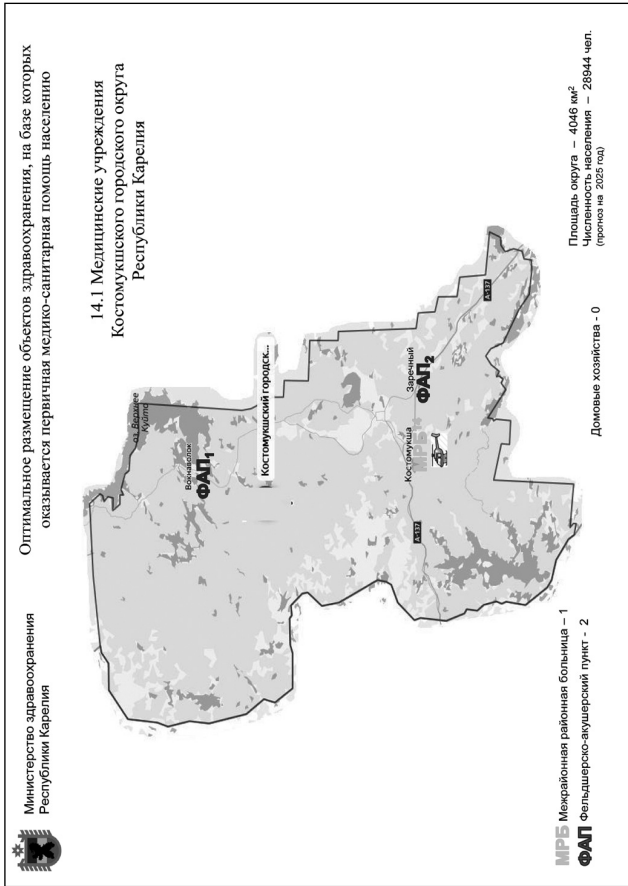 Министерство здравоохранения
Республики Карелия
Оптимальное размещение объектов здравоохранения, на базе которых
оказывается первичная медико-санитарная помощь населению
14.1 Медицинские учреждения
Костомукшского городского округа
Республики Карелия
оз. Верхнее
Куйто
Вокнаволок
ФАП1
Костомукшский городск...
Заречный
ФАП2
Костомукша
МРБ
А-137
А-137
МРБ Межрайонная районная больница – 1
ФАП Фельдшерско-акушерский пункт - 2
Домовые хозяйства - 0
Площадь округа – 4046 км²
Численность населения – 28944 чел.
(прогноз на 2025 год)